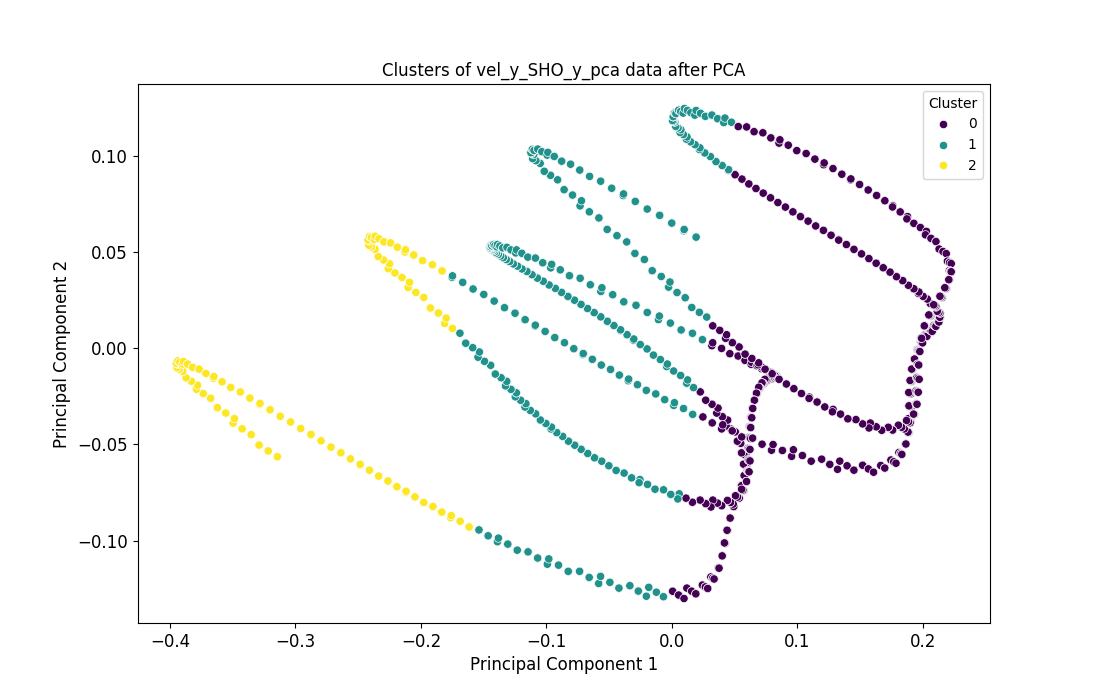 Clusters of vel_y_SHO_y_pca data after PCA
Cluster
0
1
2
Principal Component 2
0.10
0.05
0.00
−0.05
−0.10
−0.4 −0.3 −0.2 −0.1 0.0 0.1 0.2
Principal Component 1